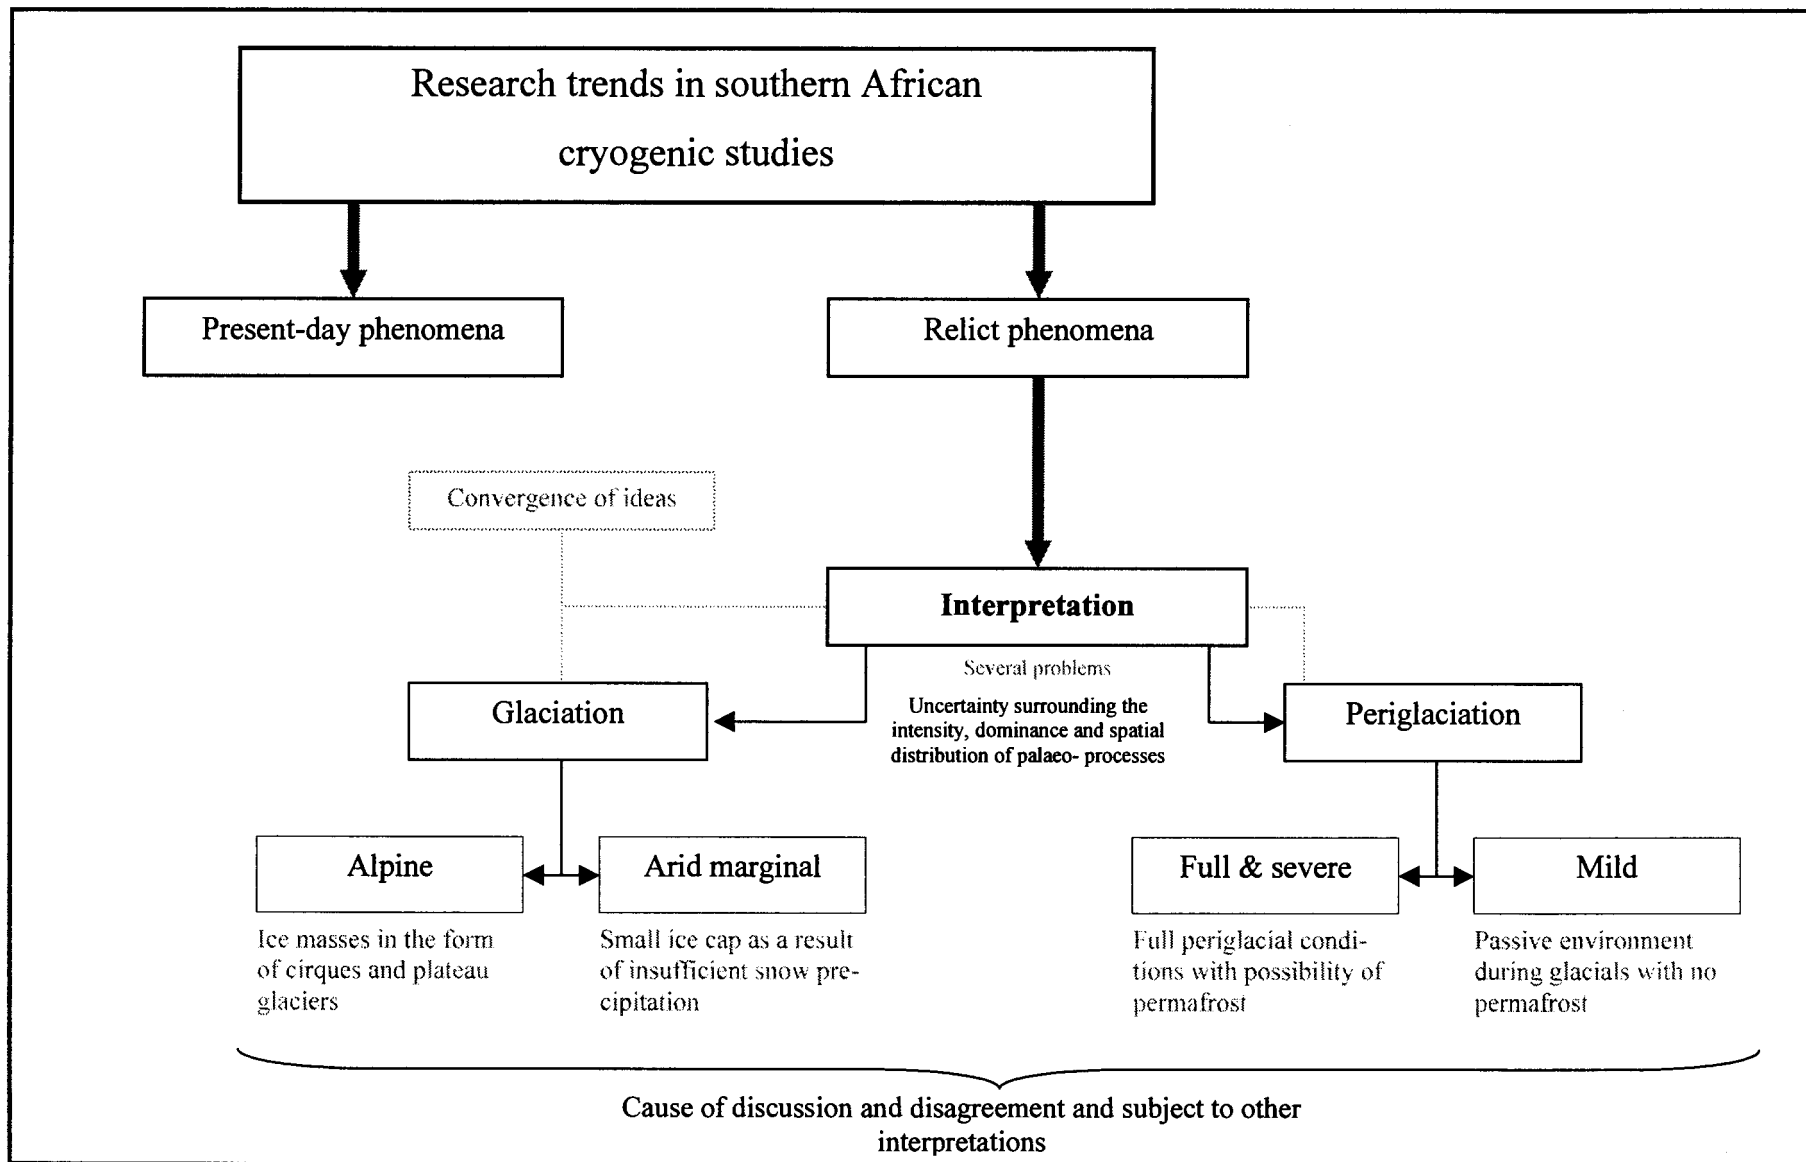 Research trends in southern African
cryogenic studies
Present-day phenomena
Relict phenomena
Convergence of ideas
Interpretation
Several problems
Uncertainty surrounding the
intensity, dominance and spatial
distribution of palaeo- processes
Glaciation
Periglaciation
Alpine
Arid marginal
Full & severe
Mild
Ice masses in the form
of cirques and plateau
glaciers
Small ice cap as a result
of insufficient snow pre-
cipitation
Full periglacial condi-
tions with possibility of
permafrost
Passive environment
during glacials with no
permafrost
Cause of discussion and disagreement and subject to other
interpretations